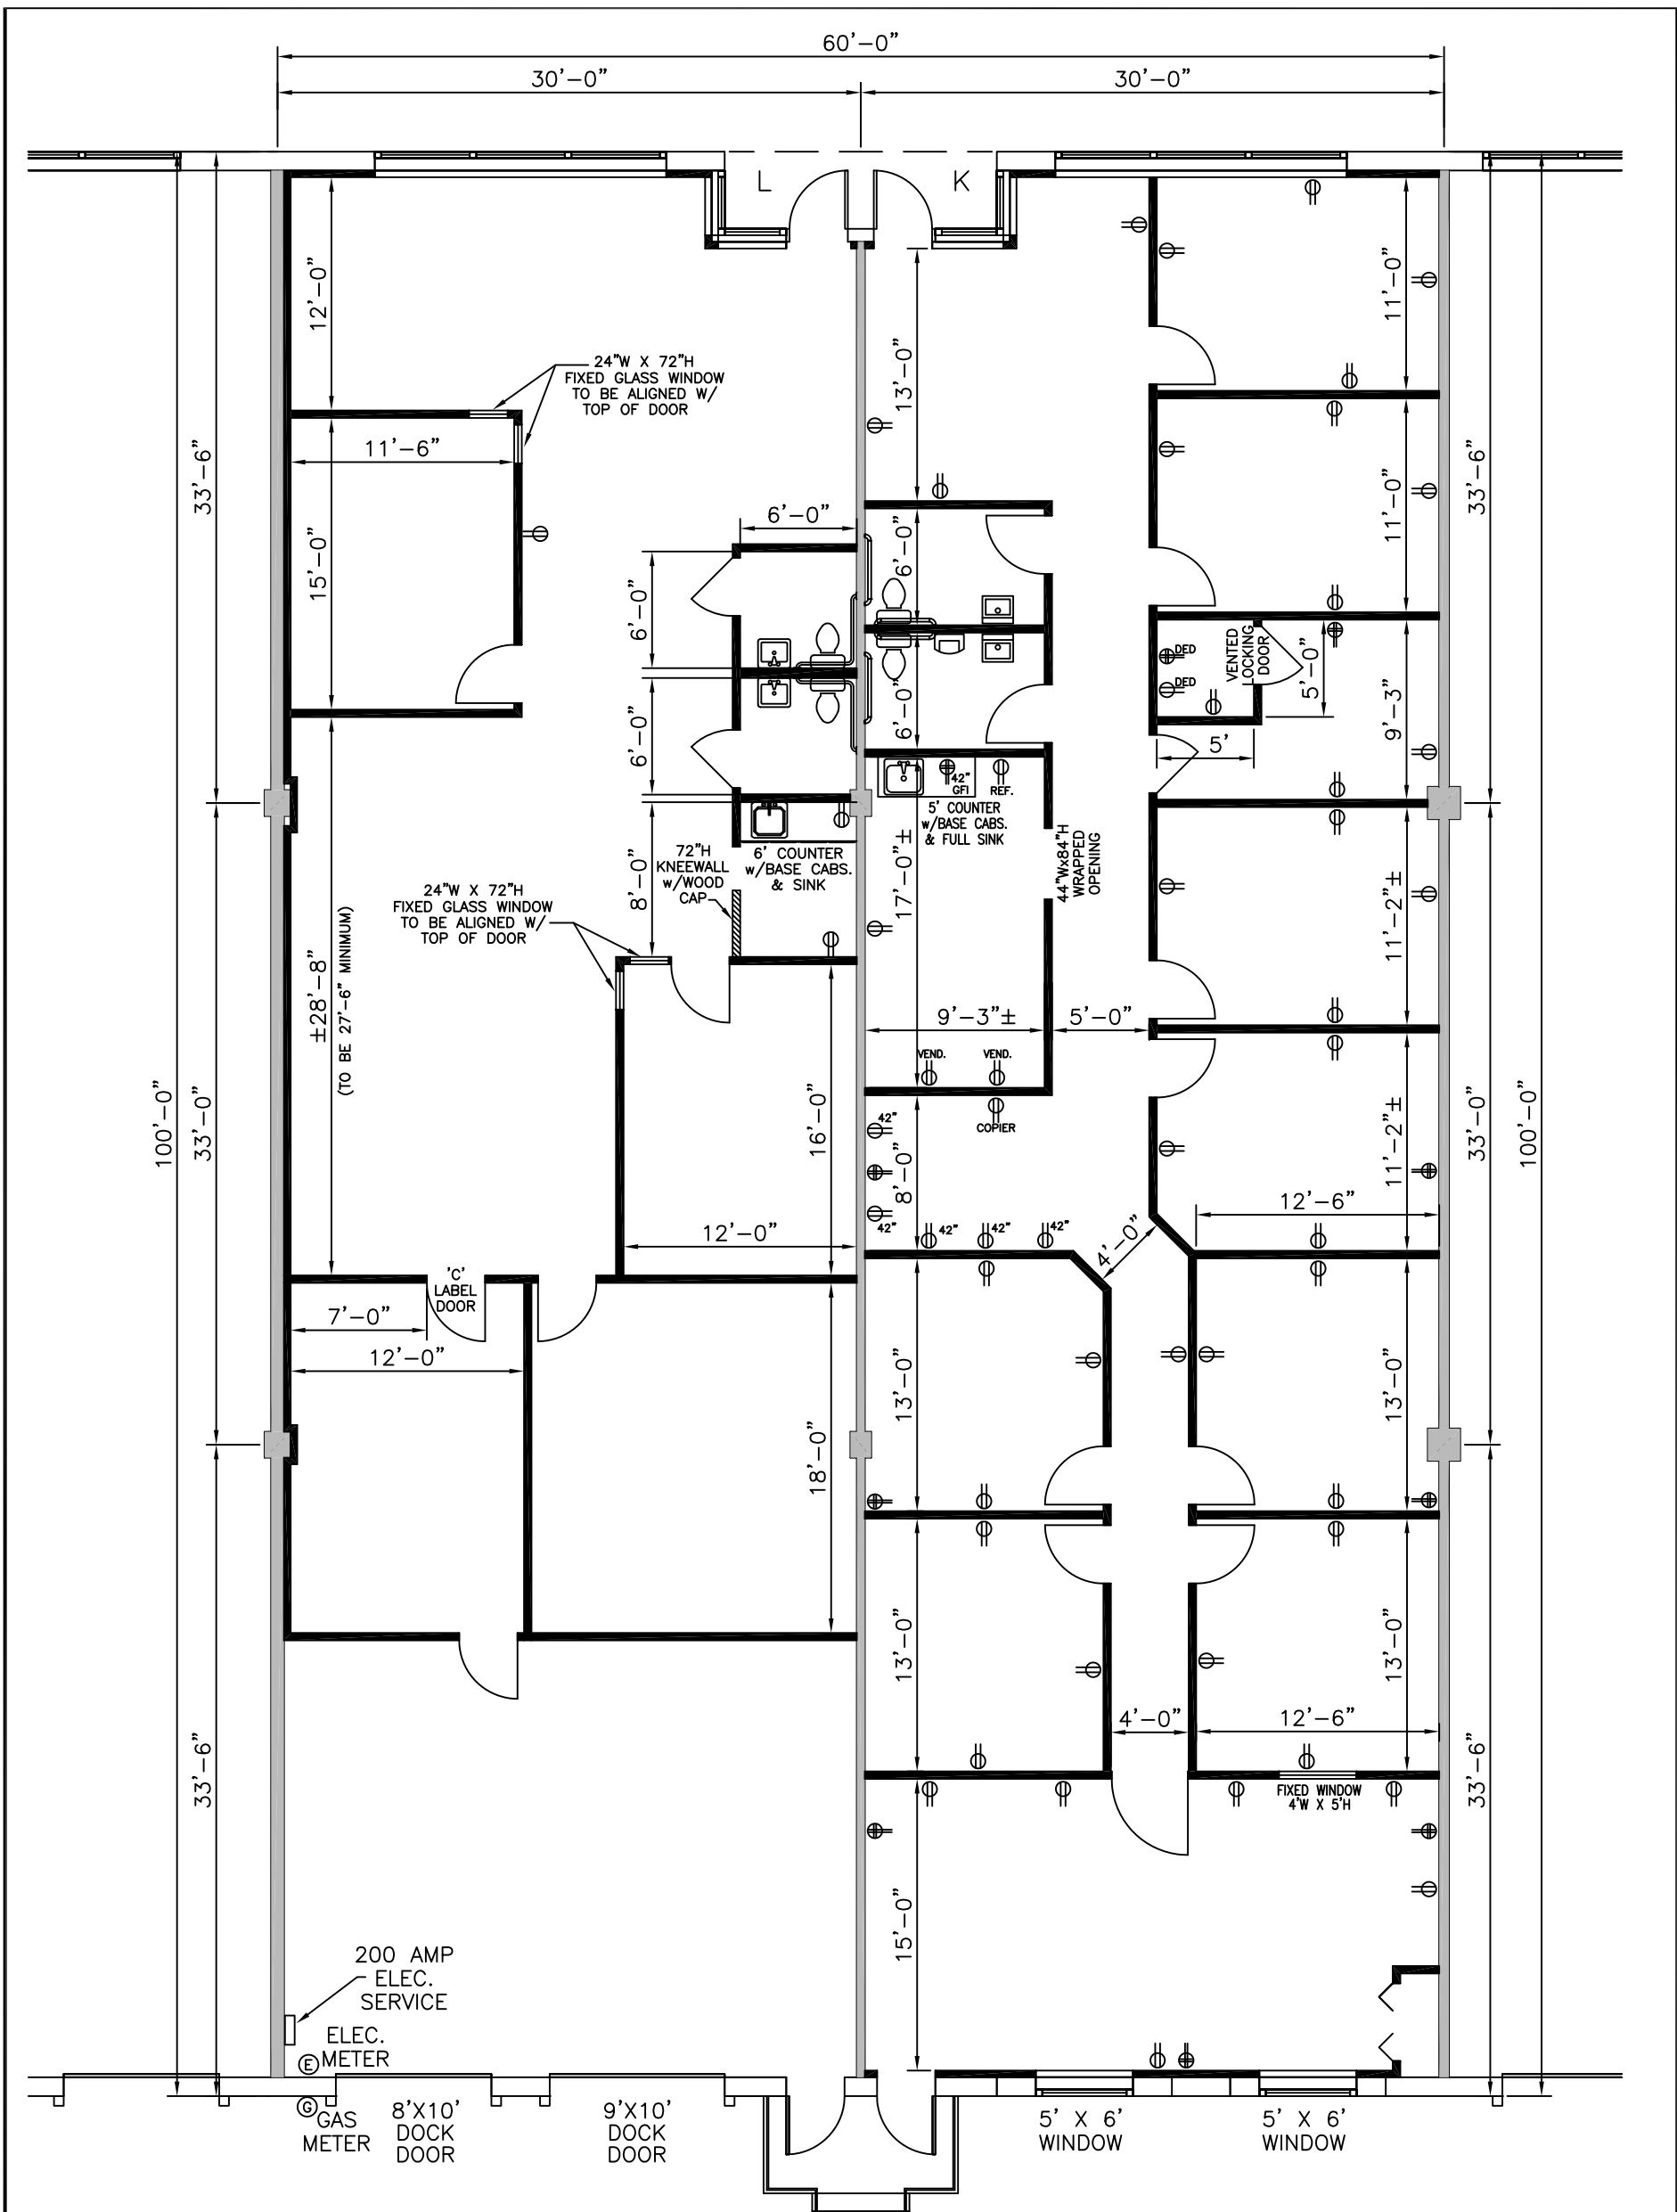 60'-0"
30'-0"
30'-0"
L
K
12'-0"
24"W X 72"H
FIXED GLASS WINDOW
TO BE ALIGNED W/
TOP OF DOOR
13'-0"
11'-0"
33'-6"
11'-6"
15'-0"
6'-0"
6'-0"
6'-0"
11'-0"
33'-6"
6'-0"
6'-0"
DED
DED
VENTED
LOCKING
DOOR
5'-0"
5'
9'-3"
42"
GFI
REF.
5' COUNTER
w/BASE CABS.
& FULL SINK
72"H
KNEEWALL
w/WOOD
CAP
6' COUNTER
w/BASE CABS.
& SINK
8'-0"
17'-0"±
44"Wx84"H
WRAPPED
OPENING
11'-2"±
24"W X 72"H
FIXED GLASS WINDOW
TO BE ALIGNED W/
TOP OF DOOR
±28'-8"
(TO BE 27'-6" MINIMUM)
9'-3"±
5'-0"
VEND.
VEND.
100'-0"
33'-0"
16'-0"
COPIER
42"
8'-0"
42"
42"
42"
42"
11'-2"±
33'-0"
100'-0"
12'-6"
4'-0"
12'-0"
'C'
LABEL
DOOR
7'-0"
12'-0"
13'-0"
13'-0"
18'-0"
13'-0"
13'-0"
4'-0"
12'-6"
33'-6"
33'-6"
FIXED WINDOW
4'W X 5'H
15'-0"
200 AMP
ELEC.
SERVICE
ELEC.
METER
E
G
GAS
METER
8'X10'
DOCK
DOOR
9'X10'
DOCK
DOOR
5' X 6'
WINDOW
5' X 6'
WINDOW